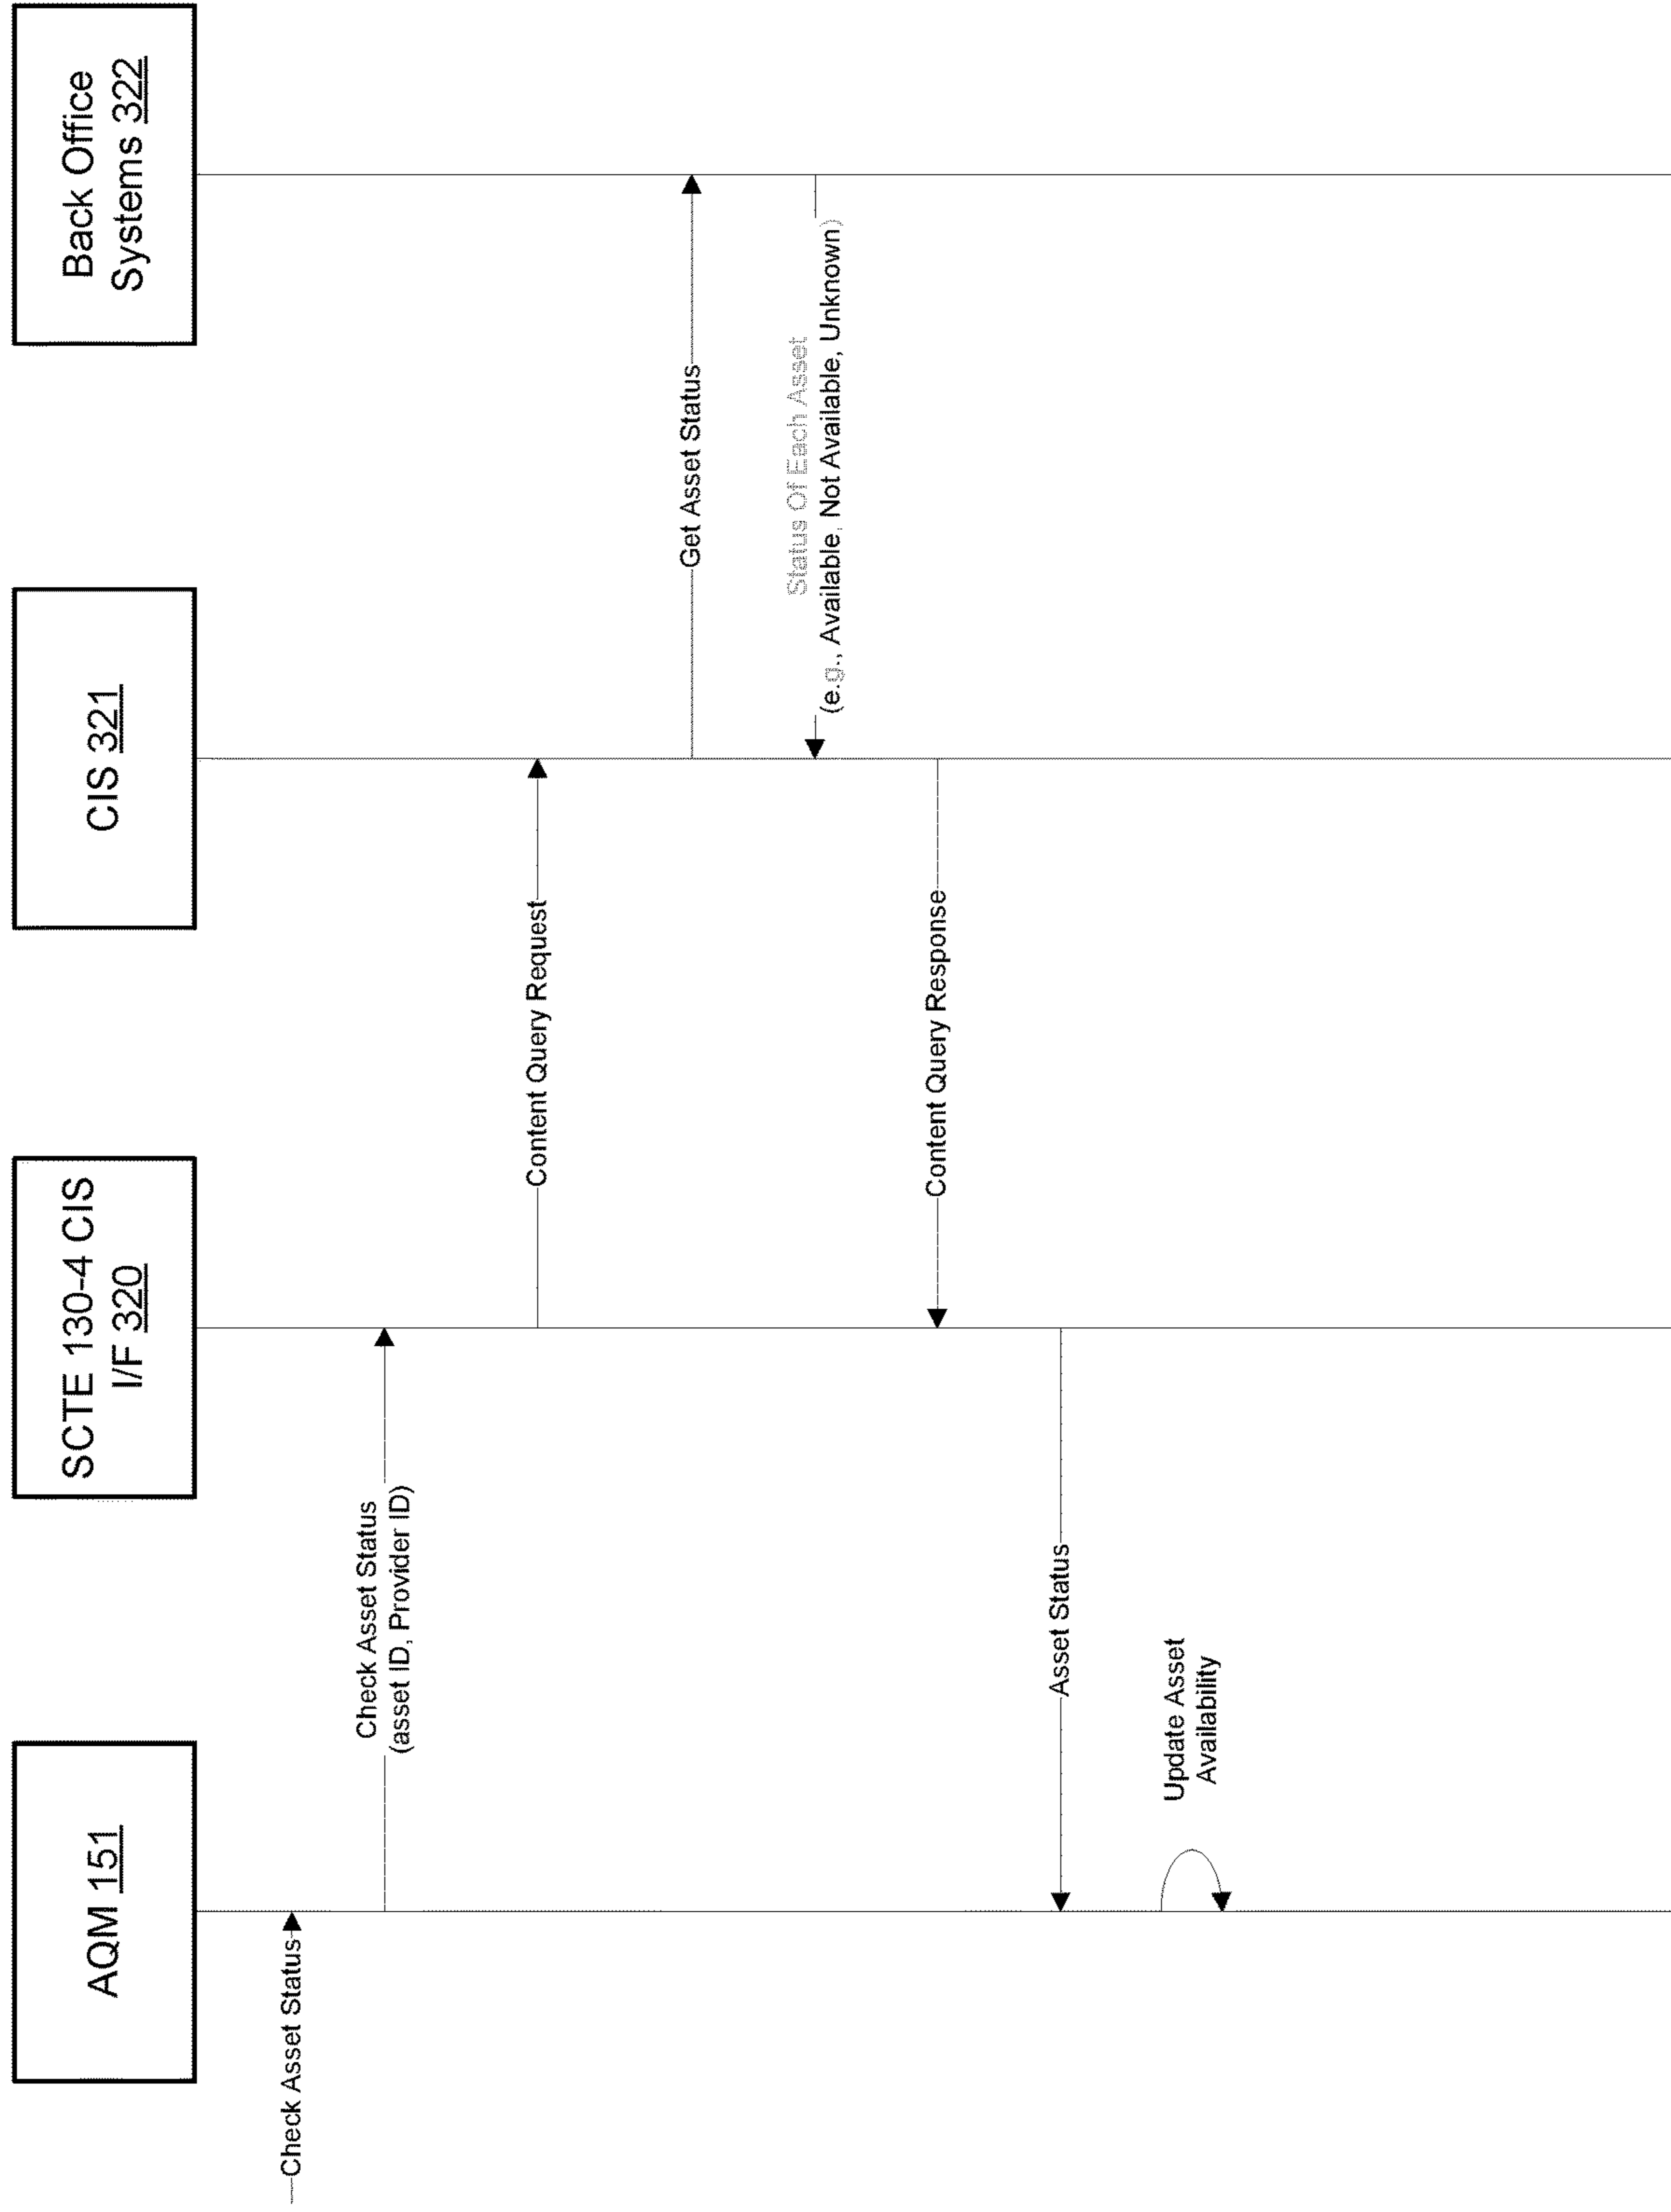 AQM 151
SCTE 130-4 CIS
I/F 320
CIS 321
Back Office
Systems 322
Check Asset Status
Check Asset Status
(asset ID, Provider ID)
Content Query Request
Get Asset Status
Status Of Each Asset
(e.g., Available, Not Available, Unknown)
Content Query Response
Asset Status
Update Asset
Availability